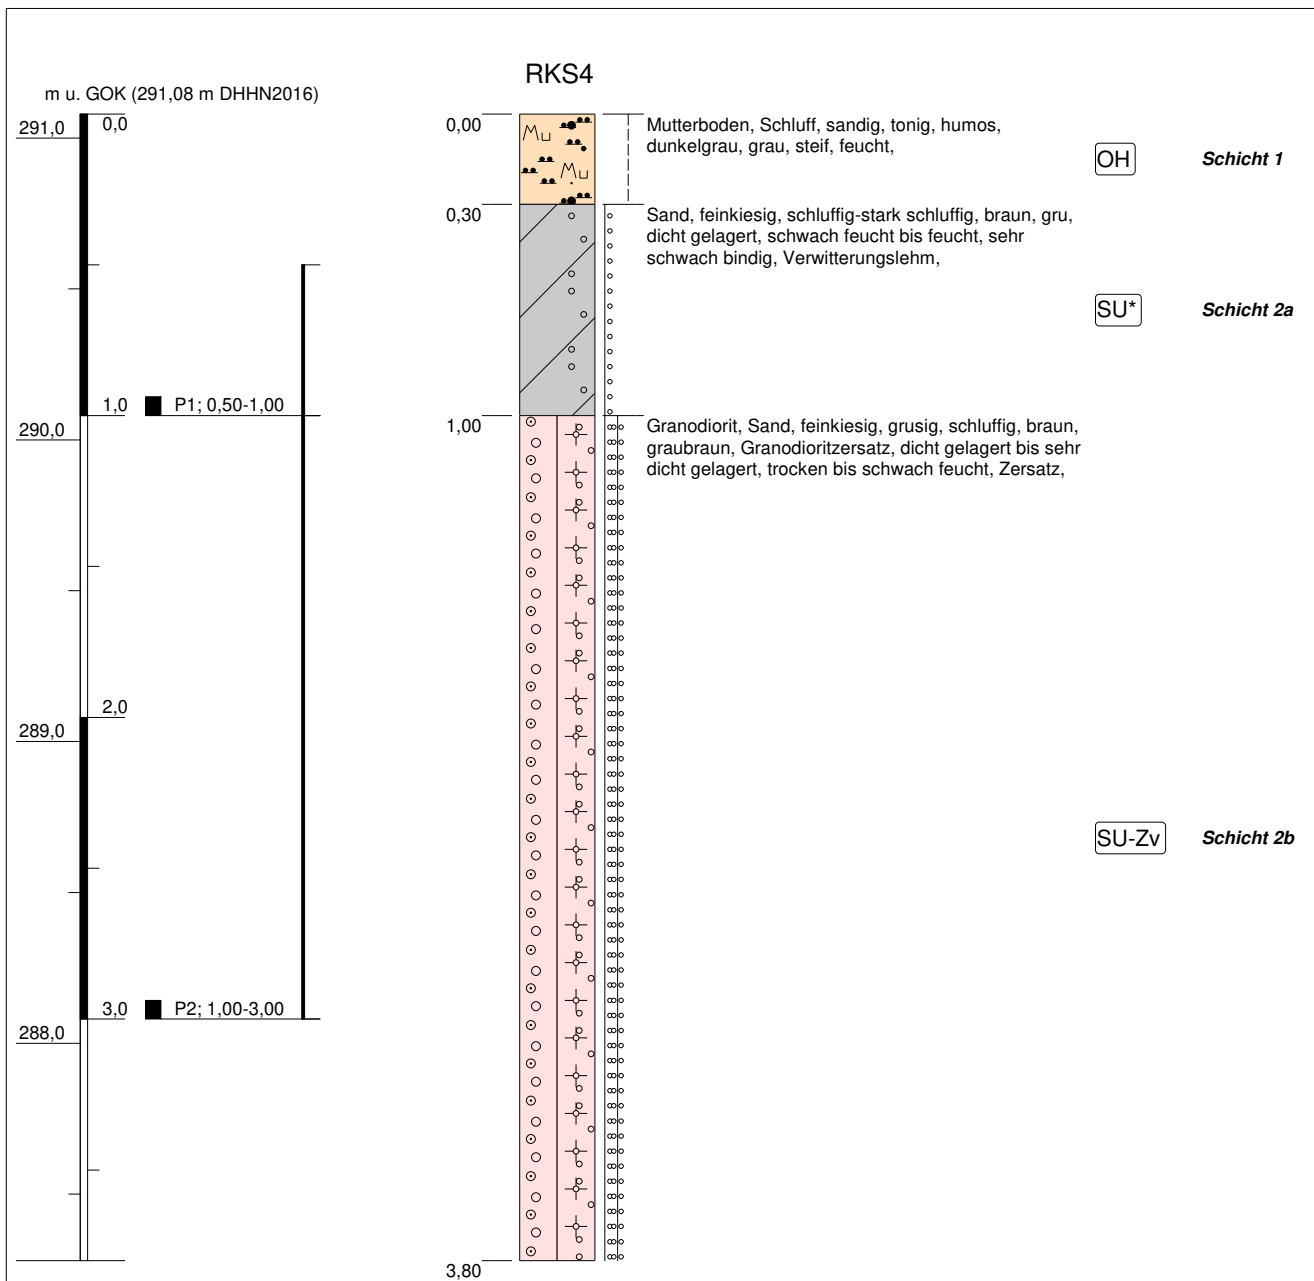 RKS4
m u. GOK (291,08 m DHHN2016)
291,0
0,0
0,00
Mu
Mu
Mutterboden, Schluff, sandig, tonig, humos,
dunkelgrau, grau, steif, feucht,
OH
Schicht 1
0,30
Sand, feinkiesig, schluffig-stark schluffig, braun, gru,
dicht gelagert, schwach feucht bis feucht, sehr
schwach bindig, Verwitterungslehm,
SU*
Schicht 2a
1,0
P1; 0,50-1,00
290,0
1,00
Granodiorit, Sand, feinkiesig, grusig, schluffig, braun,
graubraun, Granodioritzersatz, dicht gelagert bis sehr
dicht gelagert, trocken bis schwach feucht, Zersatz,
2,0
289,0
SU-Zv
Schicht 2b
3,0
P2; 1,00-3,00
288,0
3,80